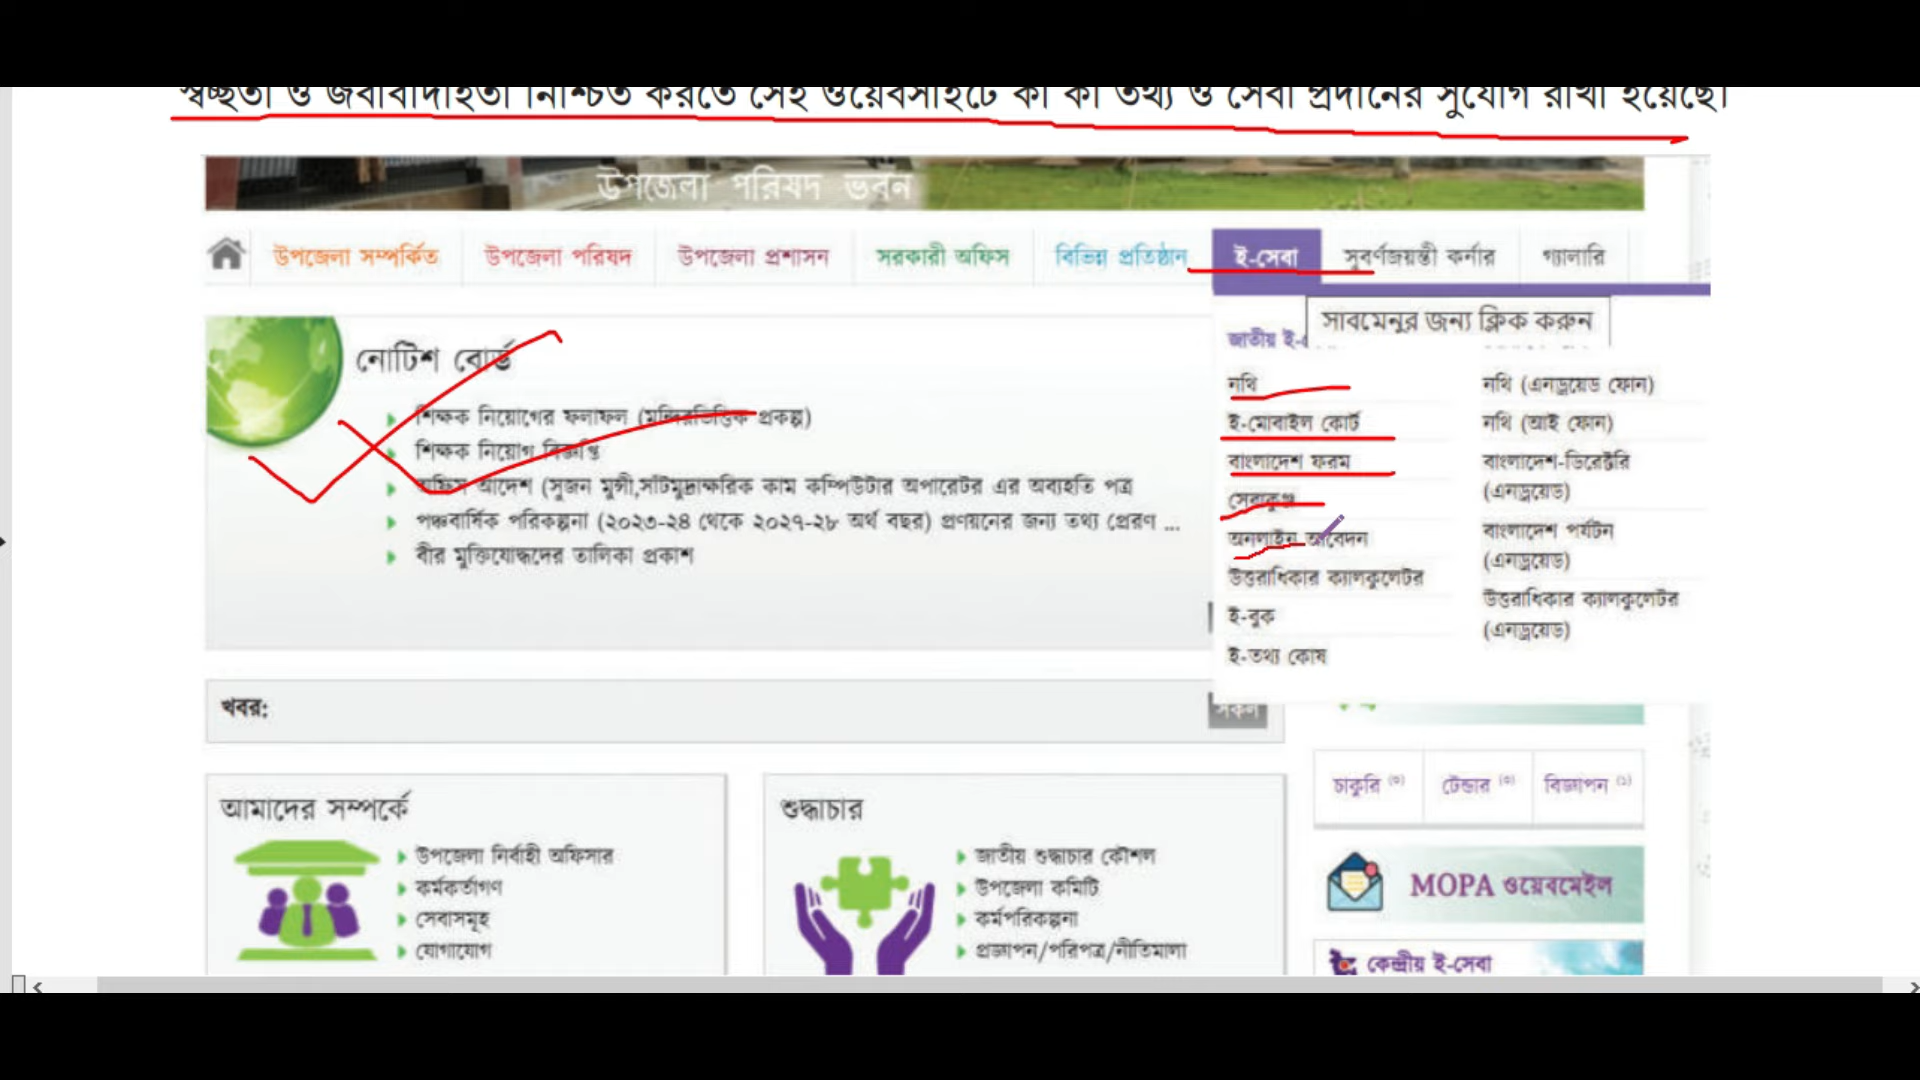 স্বচ্ছতা ও জবাবদিহিতা নিশ্চিত করতে সেই ওয়েবসাইটে কী কী তথ্য ও সেবা প্রদানের সুযোগ রাখা হয়েছে।
উপজেলা পরিষদ ভবন
উপজেলা সম্পর্কিত
উপজেলা পরিষদ
উপজেলা প্রশাসন
সরকারী অফিস
বিভিন্ন প্রতিষ্ঠান
ই-সেবা
সুবর্ণজয়ন্তী কর্নার
গ্যালারি
সাবমেনুর জন্য ক্লিক করুন
জাতীয় ই-
নথি
ই-মোবাইল কোর্ট
বাংলাদেশ ফরম
সেবাকুঞ্জ
অনলাইন আবেদন
উত্তরাধিকার ক্যালকুলেটর
ই-বুক
ই-তথ্য কোষ
নথি (এনড্রয়েড ফোন)
নথি (আই ফোন)
বাংলাদেশ-ডিরেক্টরি
(এনড্রয়েড)
বাংলাদেশ পর্যটন
(এনড্রয়েড)
উত্তরাধিকার ক্যালকুলেটর
(এনড্রয়েড)
নোটিশ বোর্ড
শিক্ষক নিয়োগের ফলাফল (মন্দিরভিত্তিক প্রকল্প)
শিক্ষক নিয়োগ বিজ্ঞপ্তি
অফিস আদেশ (সুজন মুন্সী,সাঁটমুদ্রাক্ষরিক কাম কম্পিউটার অপারেটর এর অব্যহতি পত্র
পঞ্চবার্ষিক পরিকল্পনা (২০২৩-২৪ থেকে ২০২৭-২৮ অর্থ বছর) প্রণয়নের জন্য তথ্য প্রেরণ ...
বীর মুক্তিযোদ্ধদের তালিকা প্রকাশ
খবর:
সকল
আমাদের সম্পর্কে
উপজেলা নির্বাহী অফিসার
কর্মকর্তাগণ
সেবাসমূহ
যোগাযোগ
শুদ্ধাচার
জাতীয় শুদ্ধাচার কৌশল
উপজেলা কমিটি
কর্মপরিকল্পনা
প্রজ্ঞাপন/পরিপত্র/নীতিমালা
চাকুরি (০)
টেন্ডার (০)
বিজ্ঞাপন (১)
MOPA ওয়েবমেইল
কেন্দ্রীয় ই-সেবা